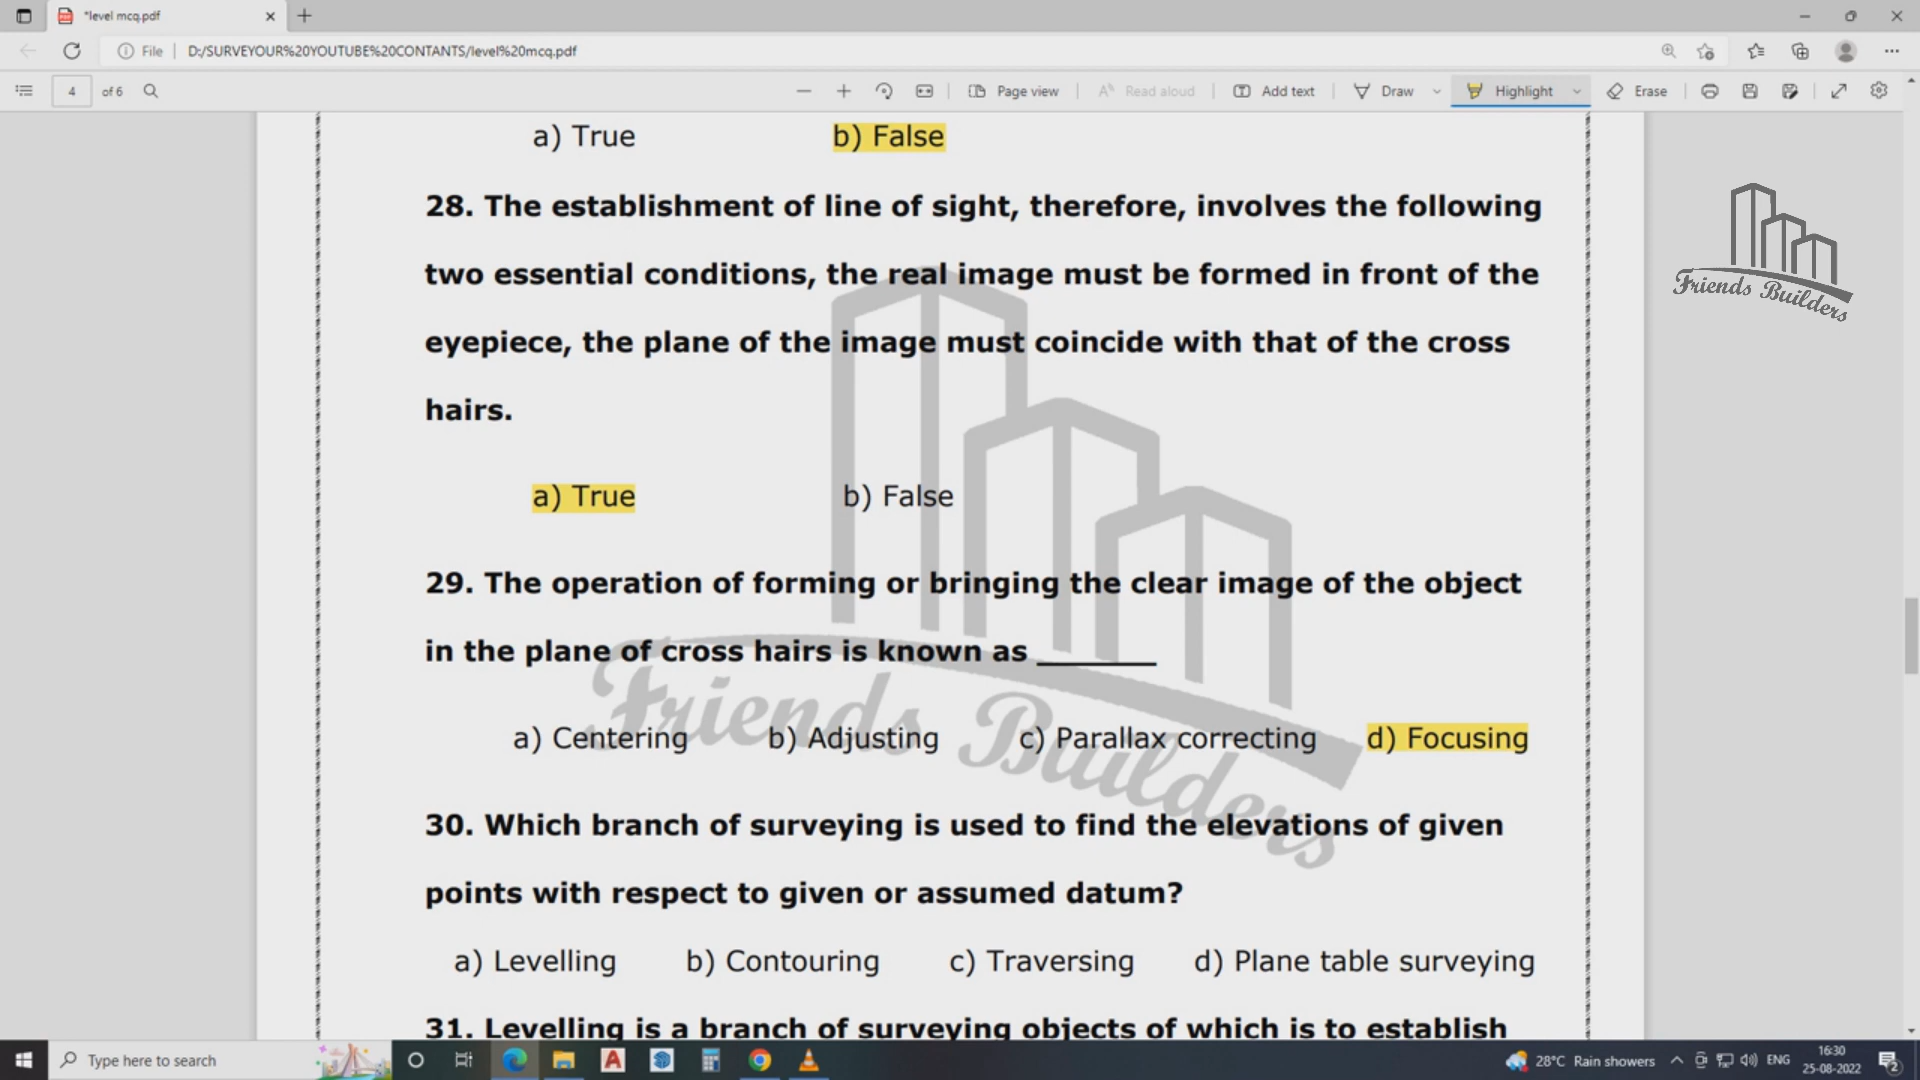 *level mcq.pdf
File
D:/SURVEYOUR%20YOUTUBE%20CONTANTS/level%20mcq.pdf
4 of 6
Page view
Read aloud
Add text
Draw
Highlight
Erase
a) True b) False
28. The establishment of line of sight, therefore, involves the following
two essential conditions, the real image must be formed in front of the
eyepiece, the plane of the image must coincide with that of the cross
hairs.
a) True b) False
29. The operation of forming or bringing the clear image of the object
in the plane of cross hairs is known as ________
a) Centering b) Adjusting c) Parallax correcting d) Focusing
30. Which branch of surveying is used to find the elevations of given
points with respect to given or assumed datum?
a) Levelling b) Contouring c) Traversing d) Plane table surveying
31. Levelling is a branch of surveying objects of which is to establish
Friends Builders
Friends Builders
Type here to search
28°C Rain showers
ENG
16:30
25-08-2022
2